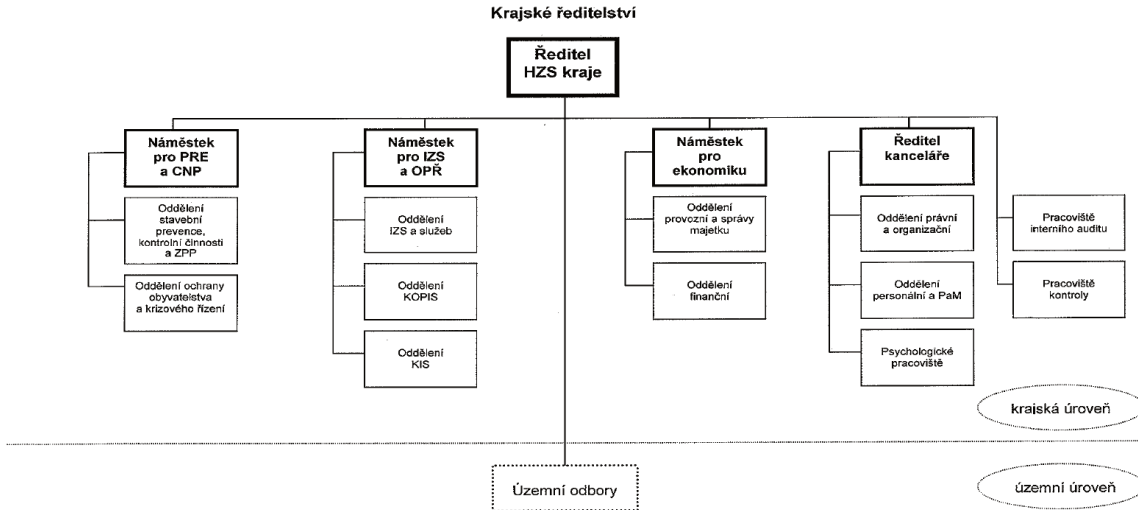 Krajské ředitelství
Ředitel
HZS kraje
Náměstek
pro PRE
a CNP
Oddělení
stavební
prevence,
kontrolní činnosti
a ZPP
Oddělení ochrany
obyvatelstva
a krizového řízení
Náměstek
pro IZS
a OPŘ
Oddělení
IZS a služeb
Oddělení
KOPIS
Oddělení
KIS
Náměstek
pro
ekonomiku
Oddělení
provozní a správy
majetku
Oddělení
finanční
Ředitel
kanceláře
Oddělení právní
a organizační
Oddělení
personální a PaM
Psychologické
pracoviště
Pracoviště
interního auditu
Pracoviště
kontroly
krajská úroveň
Územní odbory
územní úroveň